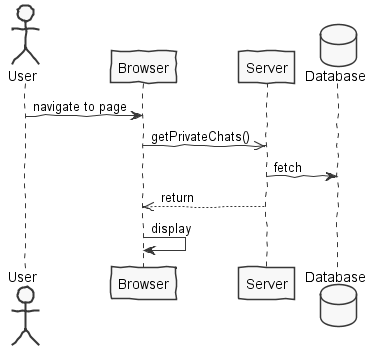 User
Browser
Server
Database
navigate to page
getPrivateChats()
fetch
return
display
User
Browser
Server
Database